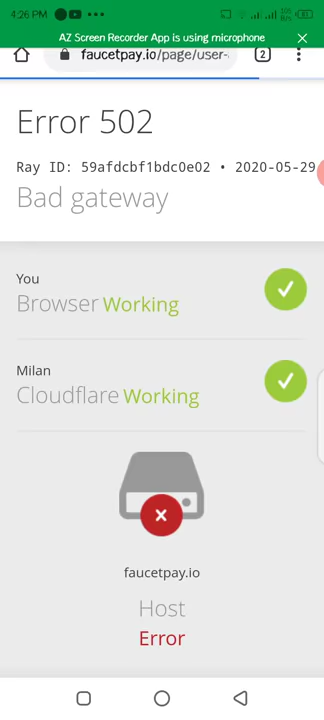 4:26 PM
AZ Screen Recorder App is using microphone
faucetpay.io/page/user-
2
Error 502
Ray ID: 59afdcbf1bdc0e02 • 2020-05-29
Bad gateway
You
Browser Working
Milan
Cloudflare Working
faucetpay.io
Host
Error